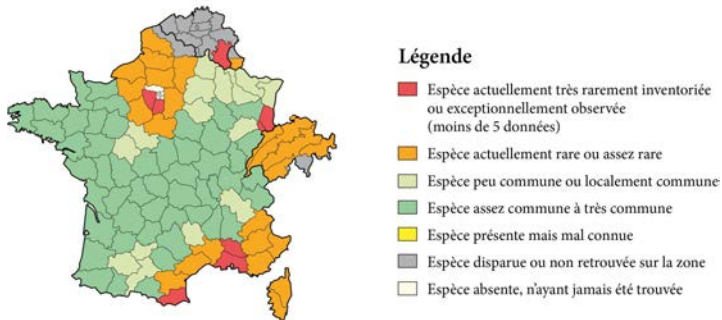 Légende
Espèce actuellement très rarement inventoriée
ou exceptionnellement observée
(moins de 5 données)
Espèce actuellement rare ou assez rare
Espèce peu commune ou localement commune
Espèce assez commune à très commune
Espèce présente mais mal connue
Espèce disparue ou non retrouvée sur la zone
Espèce absente, n'ayant jamais été trouvée